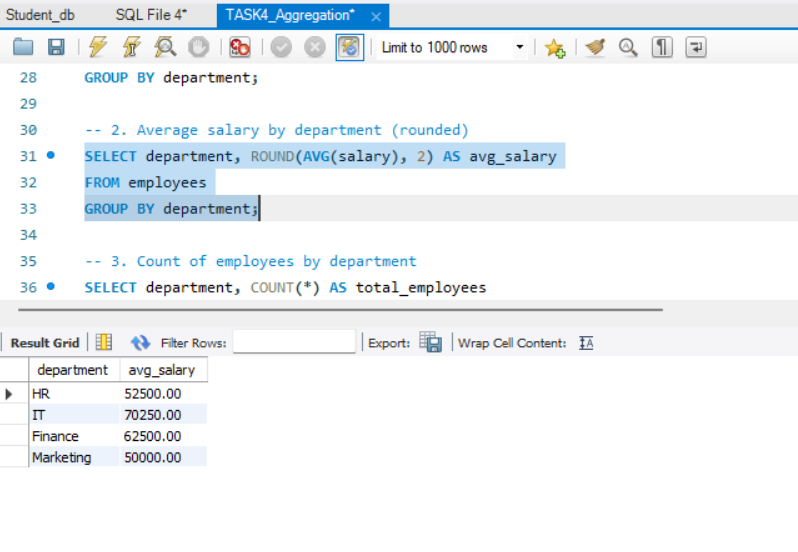 Student_db SQL File 4* TASK4_Aggregation* ×
Limit to 1000 rows
28 GROUP BY department;
29
30 -- 2. Average salary by department (rounded)
31 SELECT department, ROUND(AVG(salary), 2) AS avg_salary
32 FROM employees
33 GROUP BY department;
34
35 -- 3. Count of employees by department
36 SELECT department, COUNT(*) AS total_employees
Result Grid Filter Rows: Export: Wrap Cell Content: IA
department avg_salary
HR 52500.00
IT 70250.00
Finance 62500.00
Marketing 50000.00